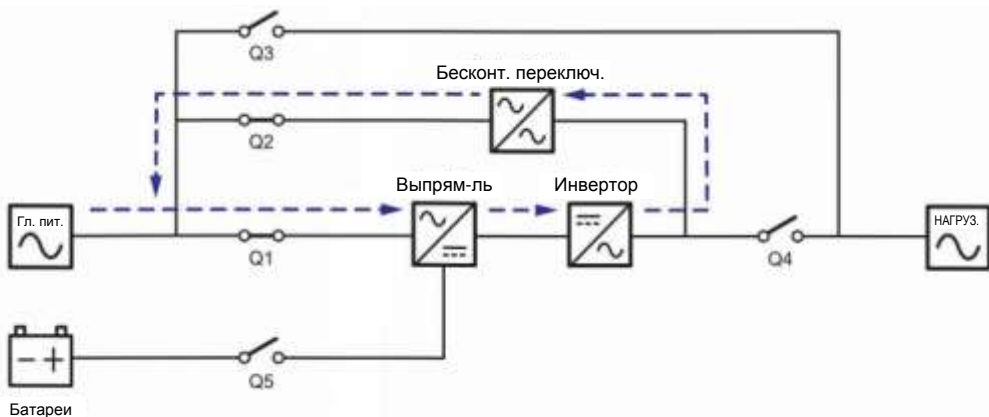 Q3
Бесконт. переключ.
Q2
Выпрям-ль
Инвертор
Гл. пит.
НАГРУЗ.
Q1
Q4
Q5
Батареи